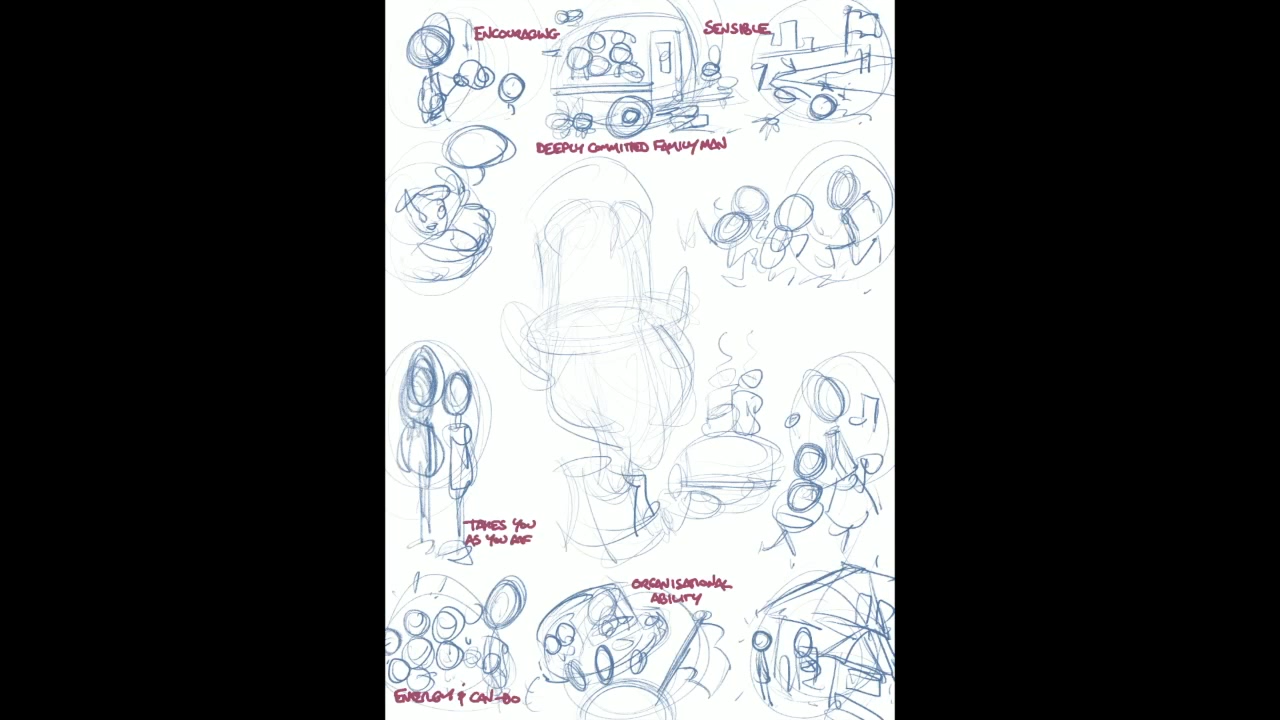 ENCOURAGING
SENSIBLE
DEEPLY COMMITTED FAMILY MAN
TAKES YOU
AS YOU ARE
ORGANISATIONAL
ABILITY
ENERGY & CAN-DO